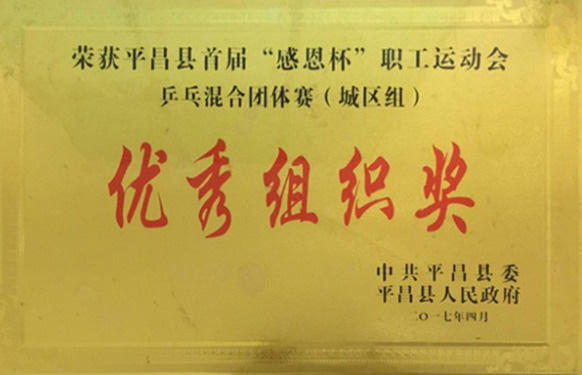 荣获平昌县首届“感恩杯”职工运动会
乒乓混合团体赛（城区组）
优秀组织奖
中共平昌县委
平昌县人民政府
二〇一七年四月